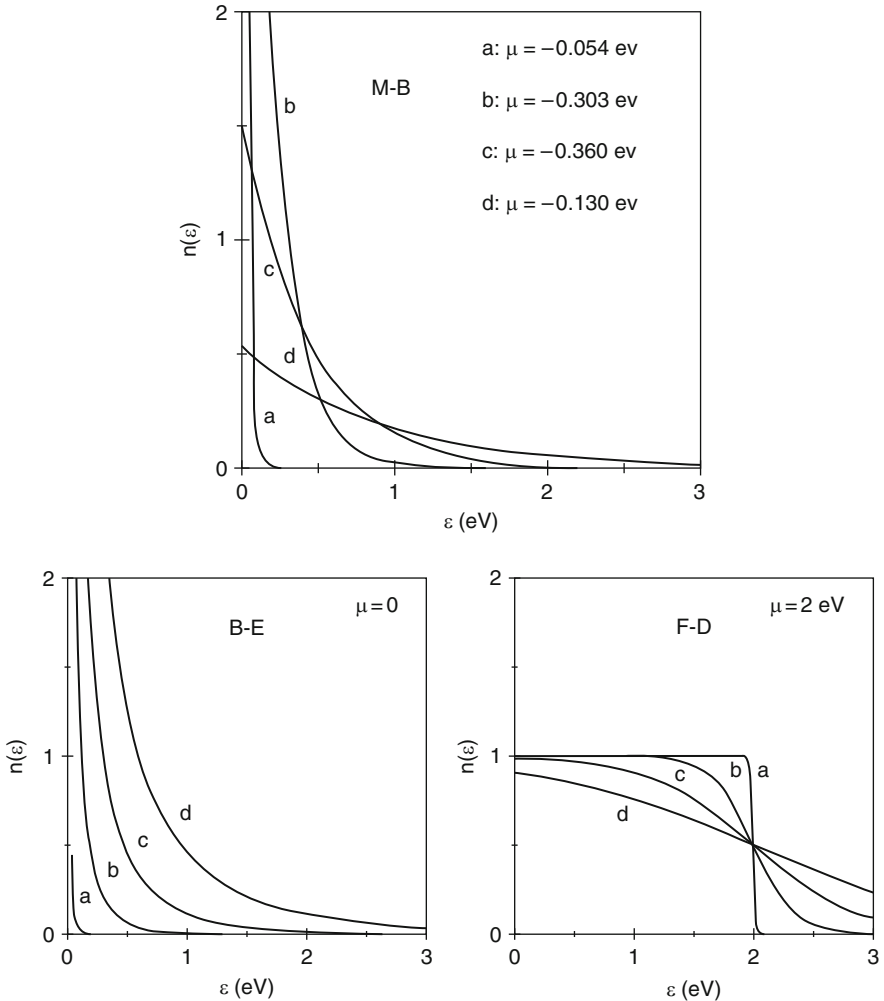 2
a: μ = −0.054 ev
b: μ = −0.303 ev
c: μ = −0.360 ev
d: μ = −0.130 ev
M-B
b
1
n(ε)
c
d
a
0
0 1 2 3
ε (eV)
2
μ = 0
B-E
1
n(ε)
d
c
b
a
0
0 1 2 3
ε (eV)
2
μ = 2 eV
F-D
1
n(ε)
b a
c
d
0
0 1 2 3
ε (eV)